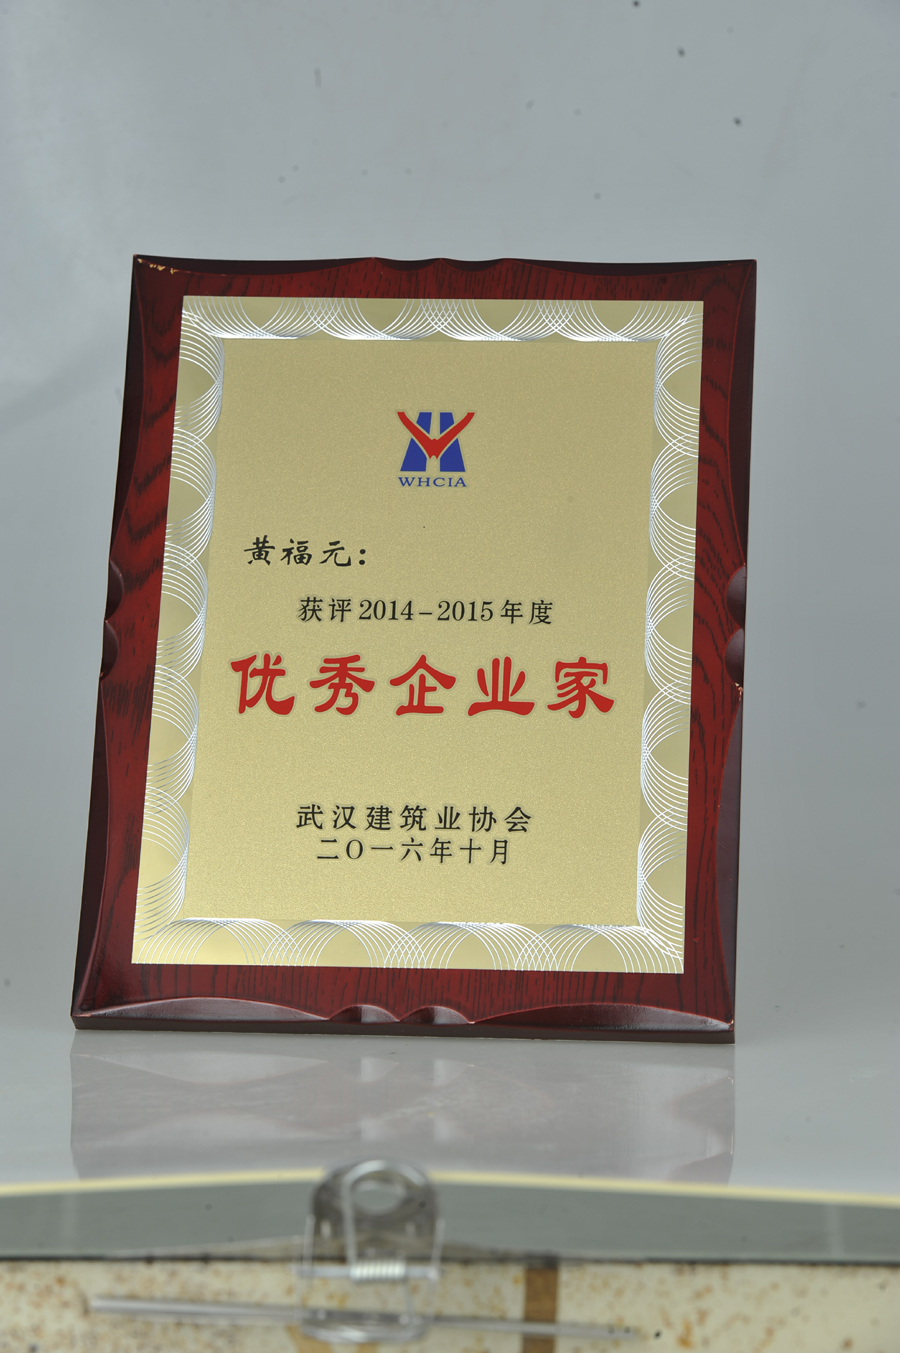 WHCIA
黄福元：
获评2014-2015年度
优秀企业家
武汉建筑业协会
二O一六年十月